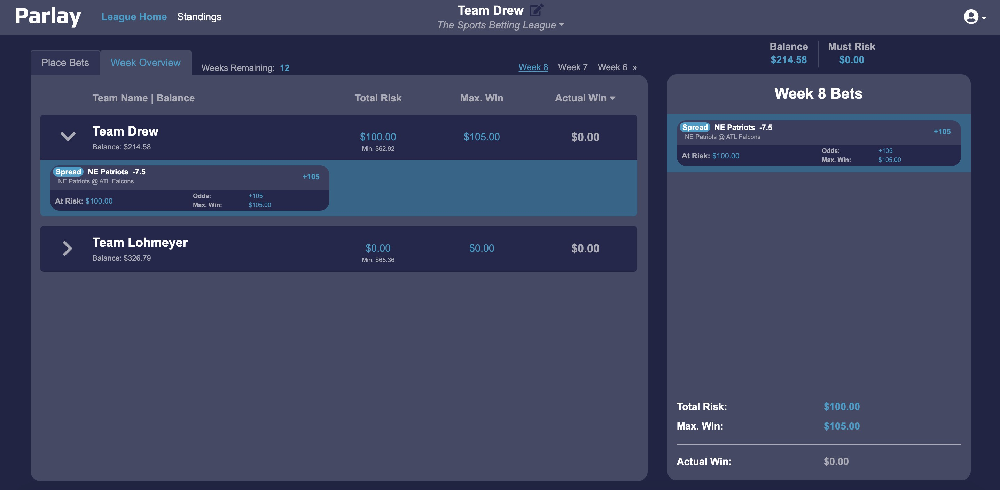 Parlay
League Home Standings
Team Drew
The Sports Betting League
Balance Must Risk
$214.58 $0.00
Place Bets Week Overview Weeks Remaining: 12 Week 8 Week 7 Week 6 »
Team Name | Balance Total Risk Max. Win Actual Win
Team Drew $100.00 $105.00 $0.00
Balance: $214.58 Min. $62.92
Spread NE Patriots -7.5 +105
NE Patriots @ ATL Falcons
At Risk: $100.00
Odds: +105
Max. Win: $105.00
Team Lohmeyer $0.00 $0.00 $0.00
Balance: $326.79 Min. $65.36
Week 8 Bets
Spread NE Patriots -7.5 +105
NE Patriots @ ATL Falcons
At Risk: $100.00
Odds: +105
Max. Win: $105.00
Total Risk: $100.00
Max. Win: $105.00
Actual Win: $0.00